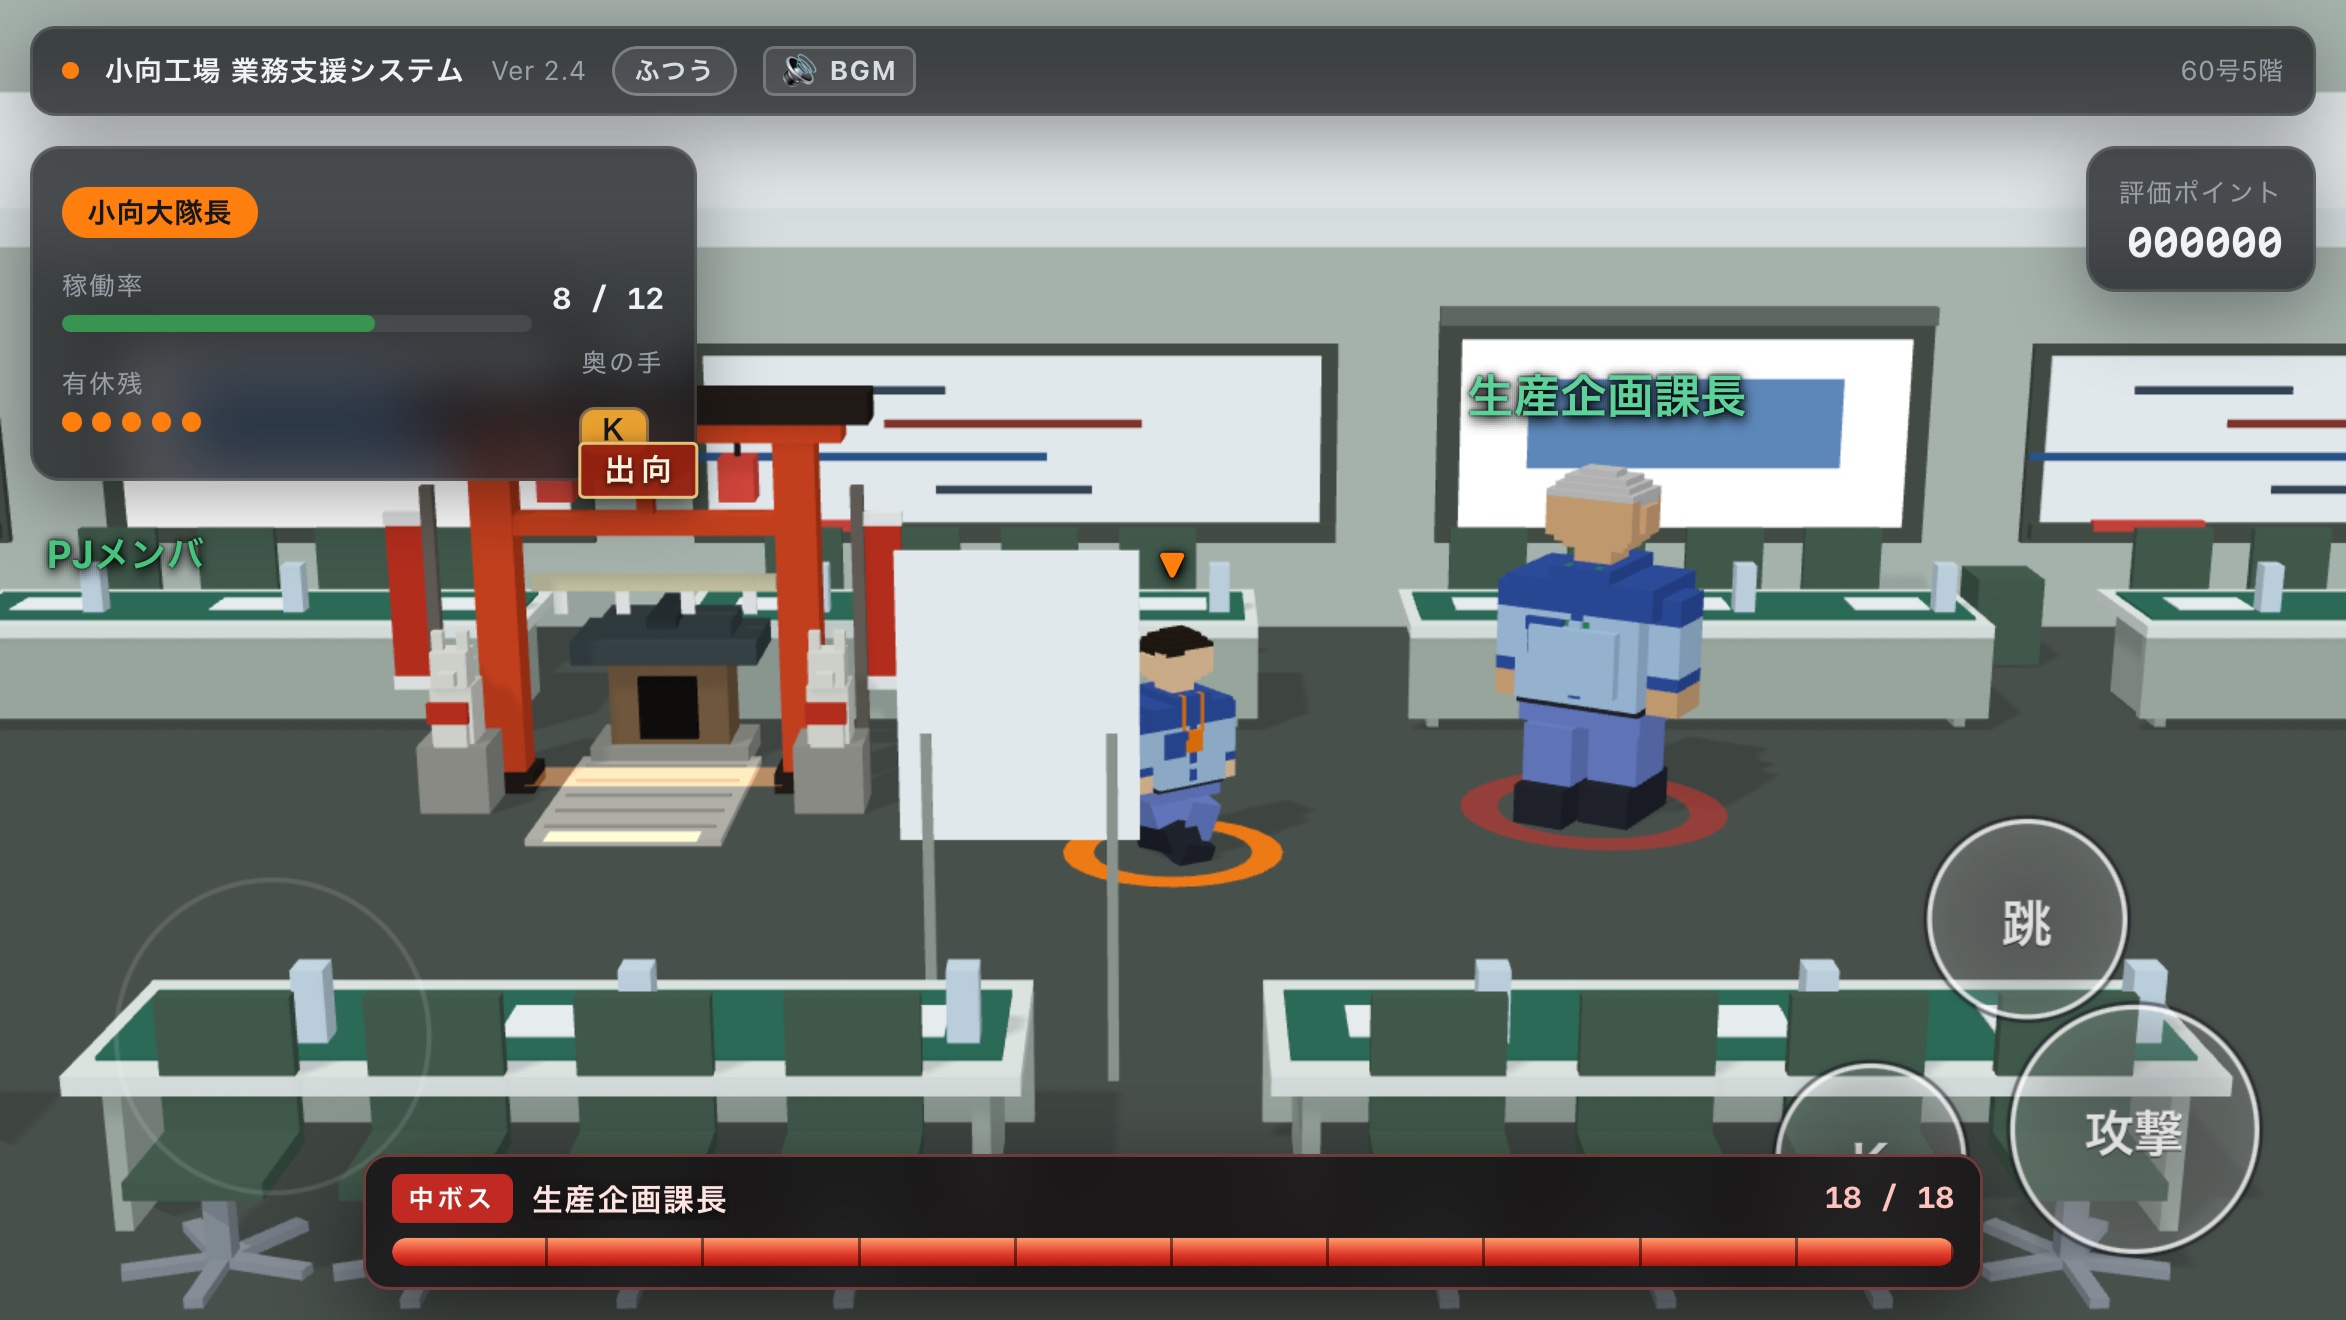 小向工場 業務支援システム Ver 2.4 ふつう BGM 60号5階
小向大隊長
稼働率
8 / 12
有休残
奥の手
K
出向
評価ポイント
000000
生産企画課長
PJメンバ
跳
攻撃
K
中ボス 生産企画課長 18 / 18